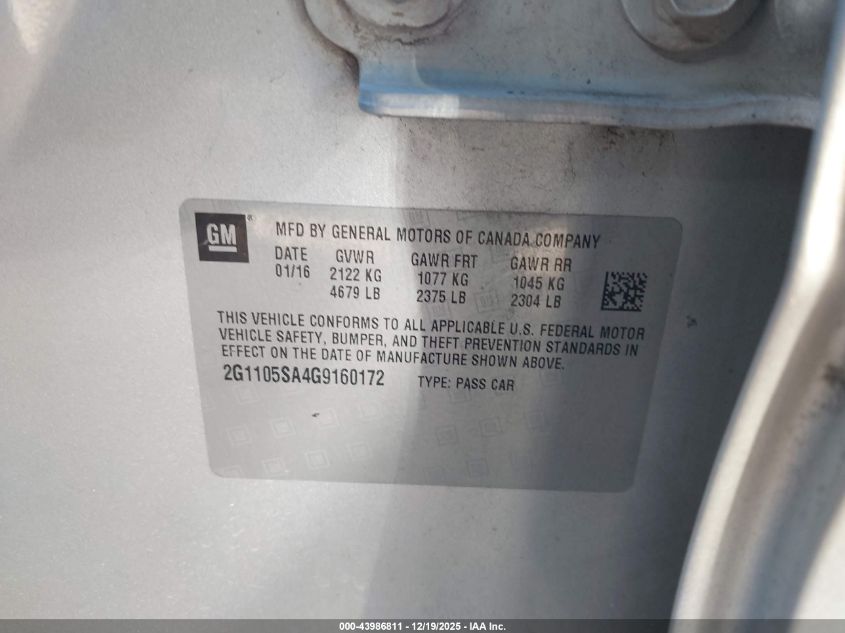 GM ®
MFD BY GENERAL MOTORS OF CANADA COMPANY
DATE GVWR GAWR FRT GAWR RR
01/16 2122 KG 1077 KG 1045 KG
4679 LB 2375 LB 2304 LB
THIS VEHICLE CONFORMS TO ALL APPLICABLE U.S. FEDERAL MOTOR
VEHICLE SAFETY, BUMPER, AND THEFT PREVENTION STANDARDS IN
EFFECT ON THE DATE OF MANUFACTURE SHOWN ABOVE.
2G1105SA4G9160172 TYPE: PASS CAR
000-43986811 - 12/19/2025 - IAA Inc.